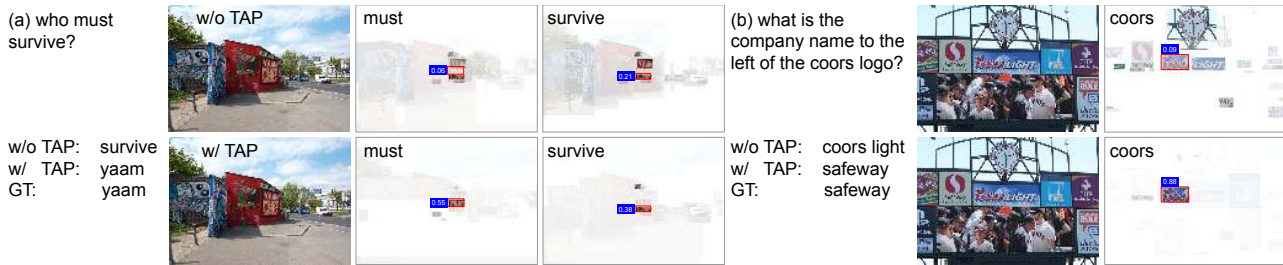 (a) who must
survive?
w/o TAP
must
0.06
survive
0.21
w/o TAP: survive
w/ TAP: yaam
GT: yaam
w/ TAP
must
0.55
survive
0.38
(b) what is the
company name to the
left of the coors logo?
coors
0.09
w/o TAP: coors light
w/ TAP: safeway
GT: safeway
coors
0.88